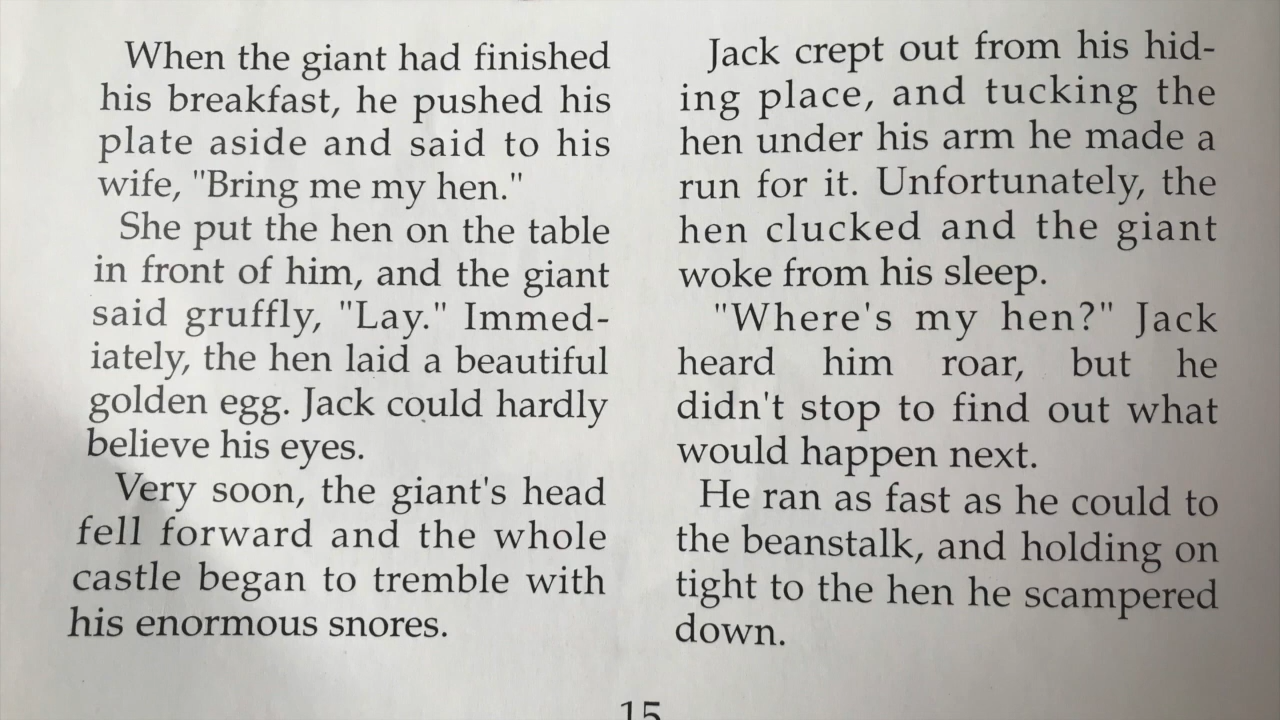 When the giant had finished
his breakfast, he pushed his
plate aside and said to his
wife, "Bring me my hen."
She put the hen on the table
in front of him, and the giant
said gruffly, "Lay." Immed-
iately, the hen laid a beautiful
golden egg. Jack could hardly
believe his eyes.
Very soon, the giant's head
fell forward and the whole
castle began to tremble with
his enormous snores.
Jack crept out from his hid-
ing place, and tucking the
hen under his arm he made a
run for it. Unfortunately, the
hen clucked and the giant
woke from his sleep.
"Where's my hen?" Jack
heard him roar, but he
didn't stop to find out what
would happen next.
He ran as fast as he could to
the beanstalk, and holding on
tight to the hen he scampered
down.
15